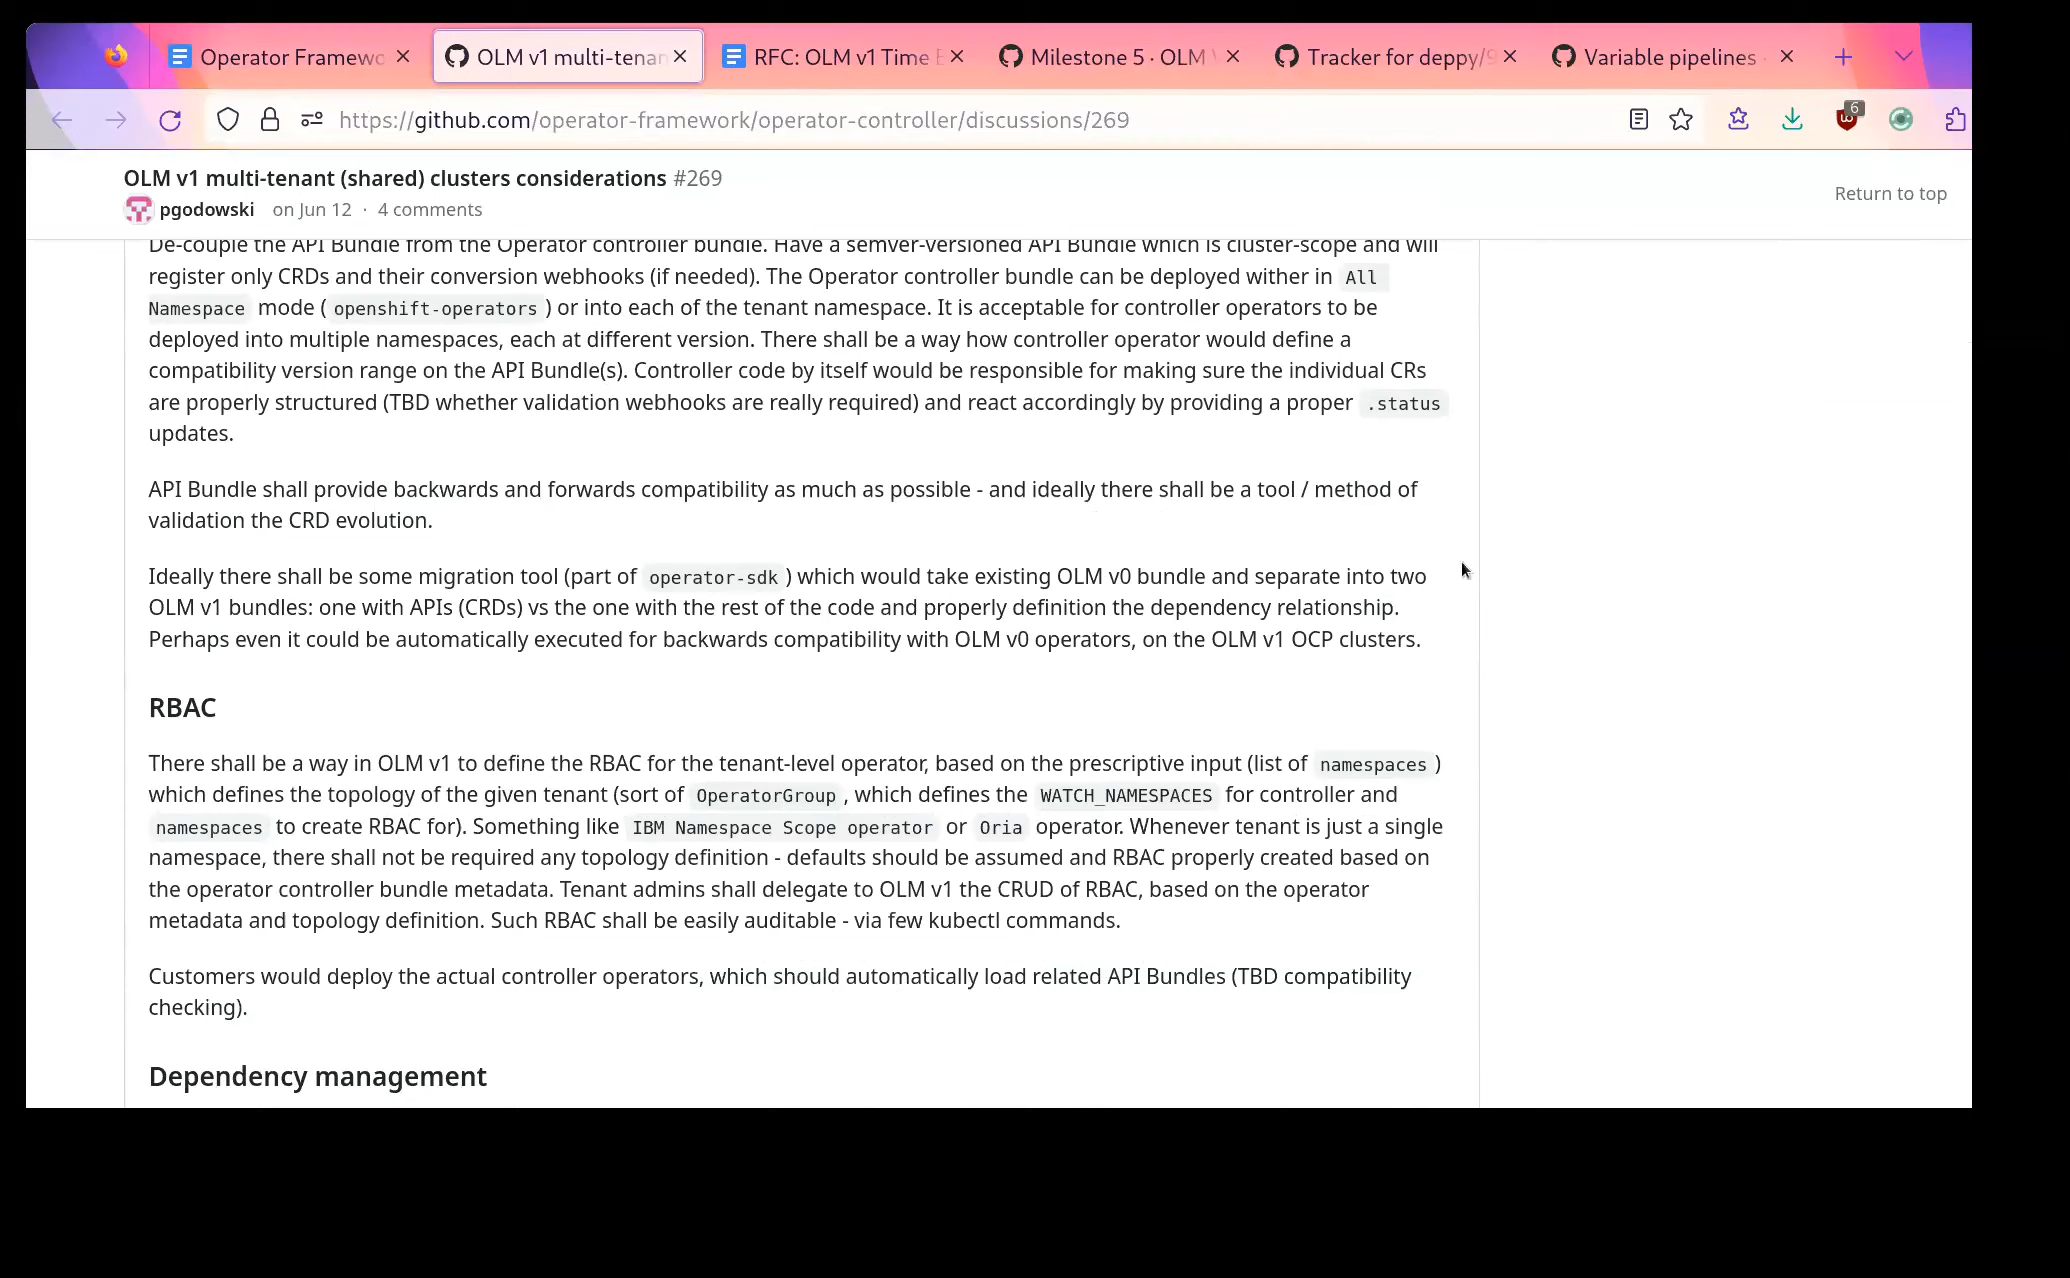 Operator Framewo
OLM v1 multi-tenan
RFC: OLM v1 Time
Milestone 5 · OLM
Tracker for deppy/9
Variable pipelines
https://github.com/operator-framework/operator-controller/discussions/269
6
OLM v1 multi-tenant (shared) clusters considerations #269
pgodowski on Jun 12 · 4 comments
Return to top
De-couple the API Bundle from the Operator controller bundle. Have a semver-versioned API Bundle which is cluster-scope and will
register only CRDs and their conversion webhooks (if needed). The Operator controller bundle can be deployed wither in All
Namespace mode ( openshift-operators ) or into each of the tenant namespace. It is acceptable for controller operators to be
deployed into multiple namespaces, each at different version. There shall be a way how controller operator would define a
compatibility version range on the API Bundle(s). Controller code by itself would be responsible for making sure the individual CRs
are properly structured (TBD whether validation webhooks are really required) and react accordingly by providing a proper .status
updates.
API Bundle shall provide backwards and forwards compatibility as much as possible - and ideally there shall be a tool / method of
validation the CRD evolution.
Ideally there shall be some migration tool (part of operator-sdk ) which would take existing OLM v0 bundle and separate into two
OLM v1 bundles: one with APIs (CRDs) vs the one with the rest of the code and properly definition the dependency relationship.
Perhaps even it could be automatically executed for backwards compatibility with OLM v0 operators, on the OLM v1 OCP clusters.
RBAC
There shall be a way in OLM v1 to define the RBAC for the tenant-level operator, based on the prescriptive input (list of namespaces )
which defines the topology of the given tenant (sort of OperatorGroup , which defines the WATCH_NAMESPACES for controller and
namespaces to create RBAC for). Something like IBM Namespace Scope operator or Oria operator. Whenever tenant is just a single
namespace, there shall not be required any topology definition - defaults should be assumed and RBAC properly created based on
the operator controller bundle metadata. Tenant admins shall delegate to OLM v1 the CRUD of RBAC, based on the operator
metadata and topology definition. Such RBAC shall be easily auditable - via few kubectl commands.
Customers would deploy the actual controller operators, which should automatically load related API Bundles (TBD compatibility
checking).
Dependency management